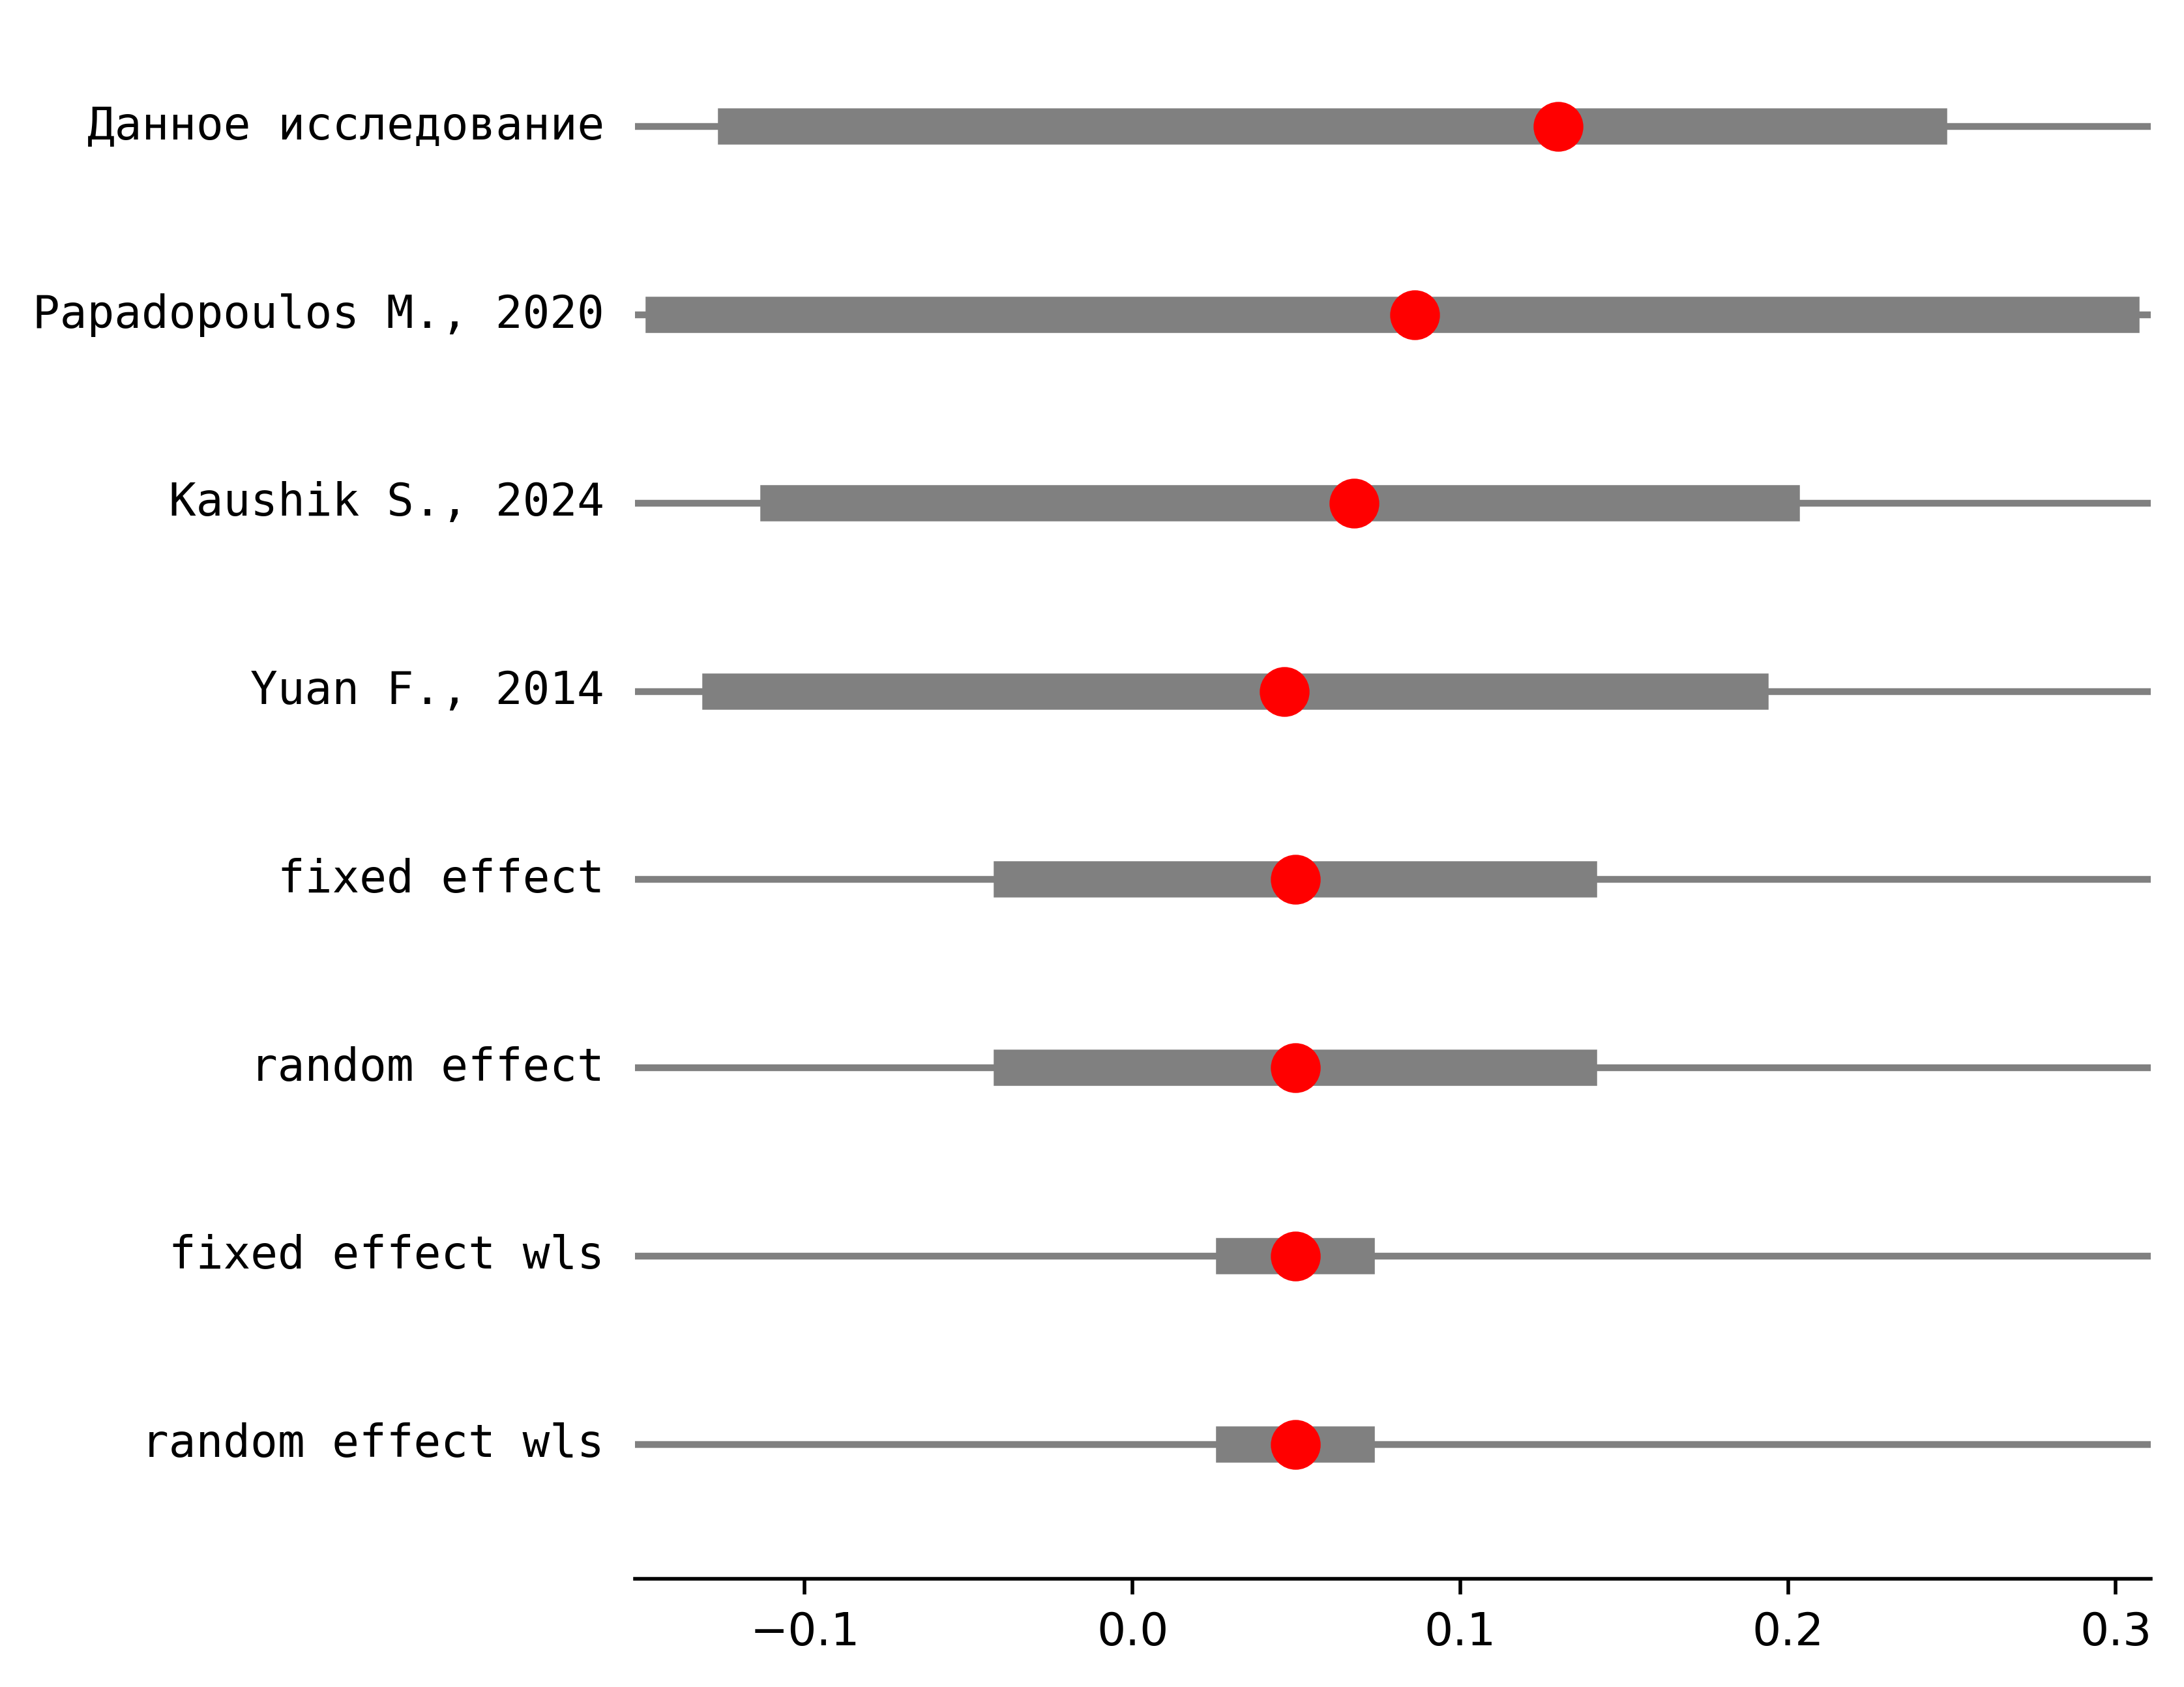 Данное исследование
Papadopoulos M., 2020
Kaushik S., 2024
Yuan F., 2014
fixed effect
random effect
fixed effect wls
random effect wls
−0.1 0.0 0.1 0.2 0.3